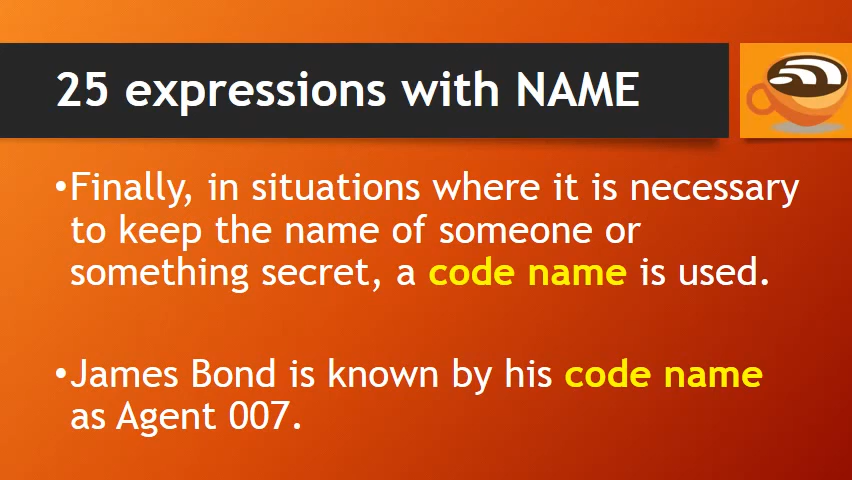 25 expressions with NAME
•Finally, in situations where it is necessary
to keep the name of someone or
something secret, a code name is used.
•James Bond is known by his code name
as Agent 007.